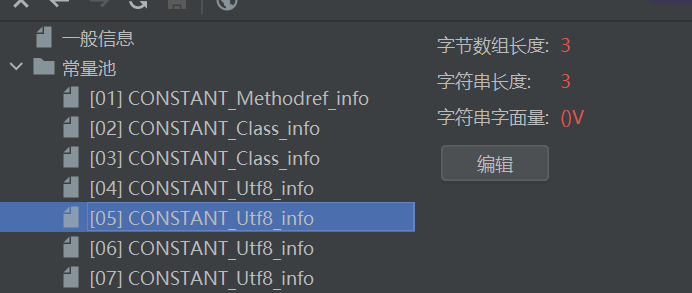 一般信息
常量池
[01] CONSTANT_Methodref_info
[02] CONSTANT_Class_info
[03] CONSTANT_Class_info
[04] CONSTANT_Utf8_info
[05] CONSTANT_Utf8_info
[06] CONSTANT_Utf8_info
[07] CONSTANT_Utf8_info
字节数组长度: 3
字符串长度: 3
字符串字面量: ()V
编辑